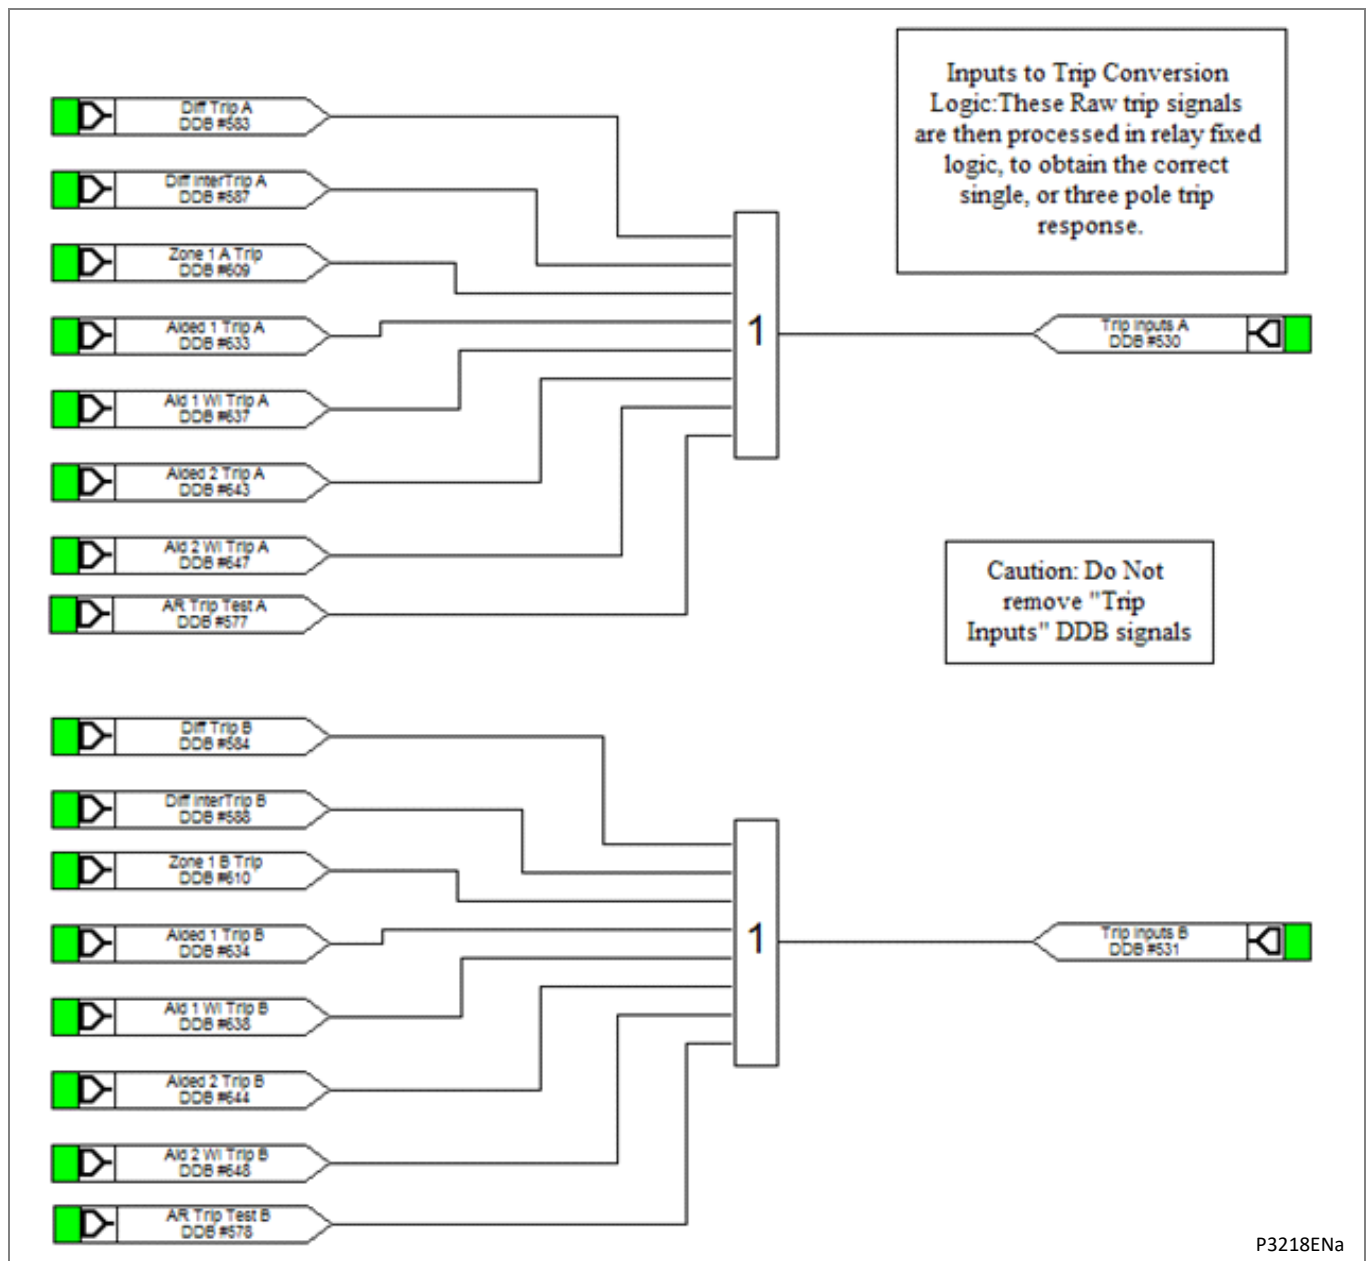 Inputs to Trip Conversion
Logic:These Raw trip signals
are then processed in relay fixed
logic, to obtain the correct
single, or three pole trip
response.
Diff Trip A
DDB #583
Diff InterTrip A
DDB #587
Zone 1 A Trip
DDB #609
Aided 1 Trip A
DDB #633
Aid 1 WI Trip A
DDB #637
Aided 2 Trip A
DDB #643
Aid 2 WI Trip A
DDB #647
AR Trip Test A
DDB #577
1
Trip Inputs A
DDB #530
Caution: Do Not
remove "Trip
Inputs" DDB signals
Diff Trip B
DDB #584
Diff InterTrip B
DDB #588
Zone 1 B Trip
DDB #610
Aided 1 Trip B
DDB #634
Aid 1 WI Trip B
DDB #638
Aided 2 Trip B
DDB #644
Aid 2 WI Trip B
DDB #648
AR Trip Test B
DDB #578
1
Trip Inputs B
DDB #531
P3218ENa